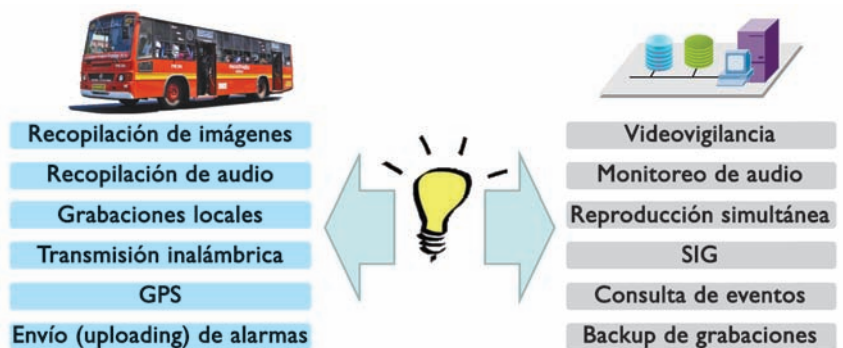 Recopilación de imágenes
Recopilación de audio
Grabaciones locales
Transmisión inalámbrica
GPS
Envío (uploading) de alarmas
Videovigilancia
Monitoreo de audio
Reproducción simultánea
SIG
Consulta de eventos
Backup de grabaciones